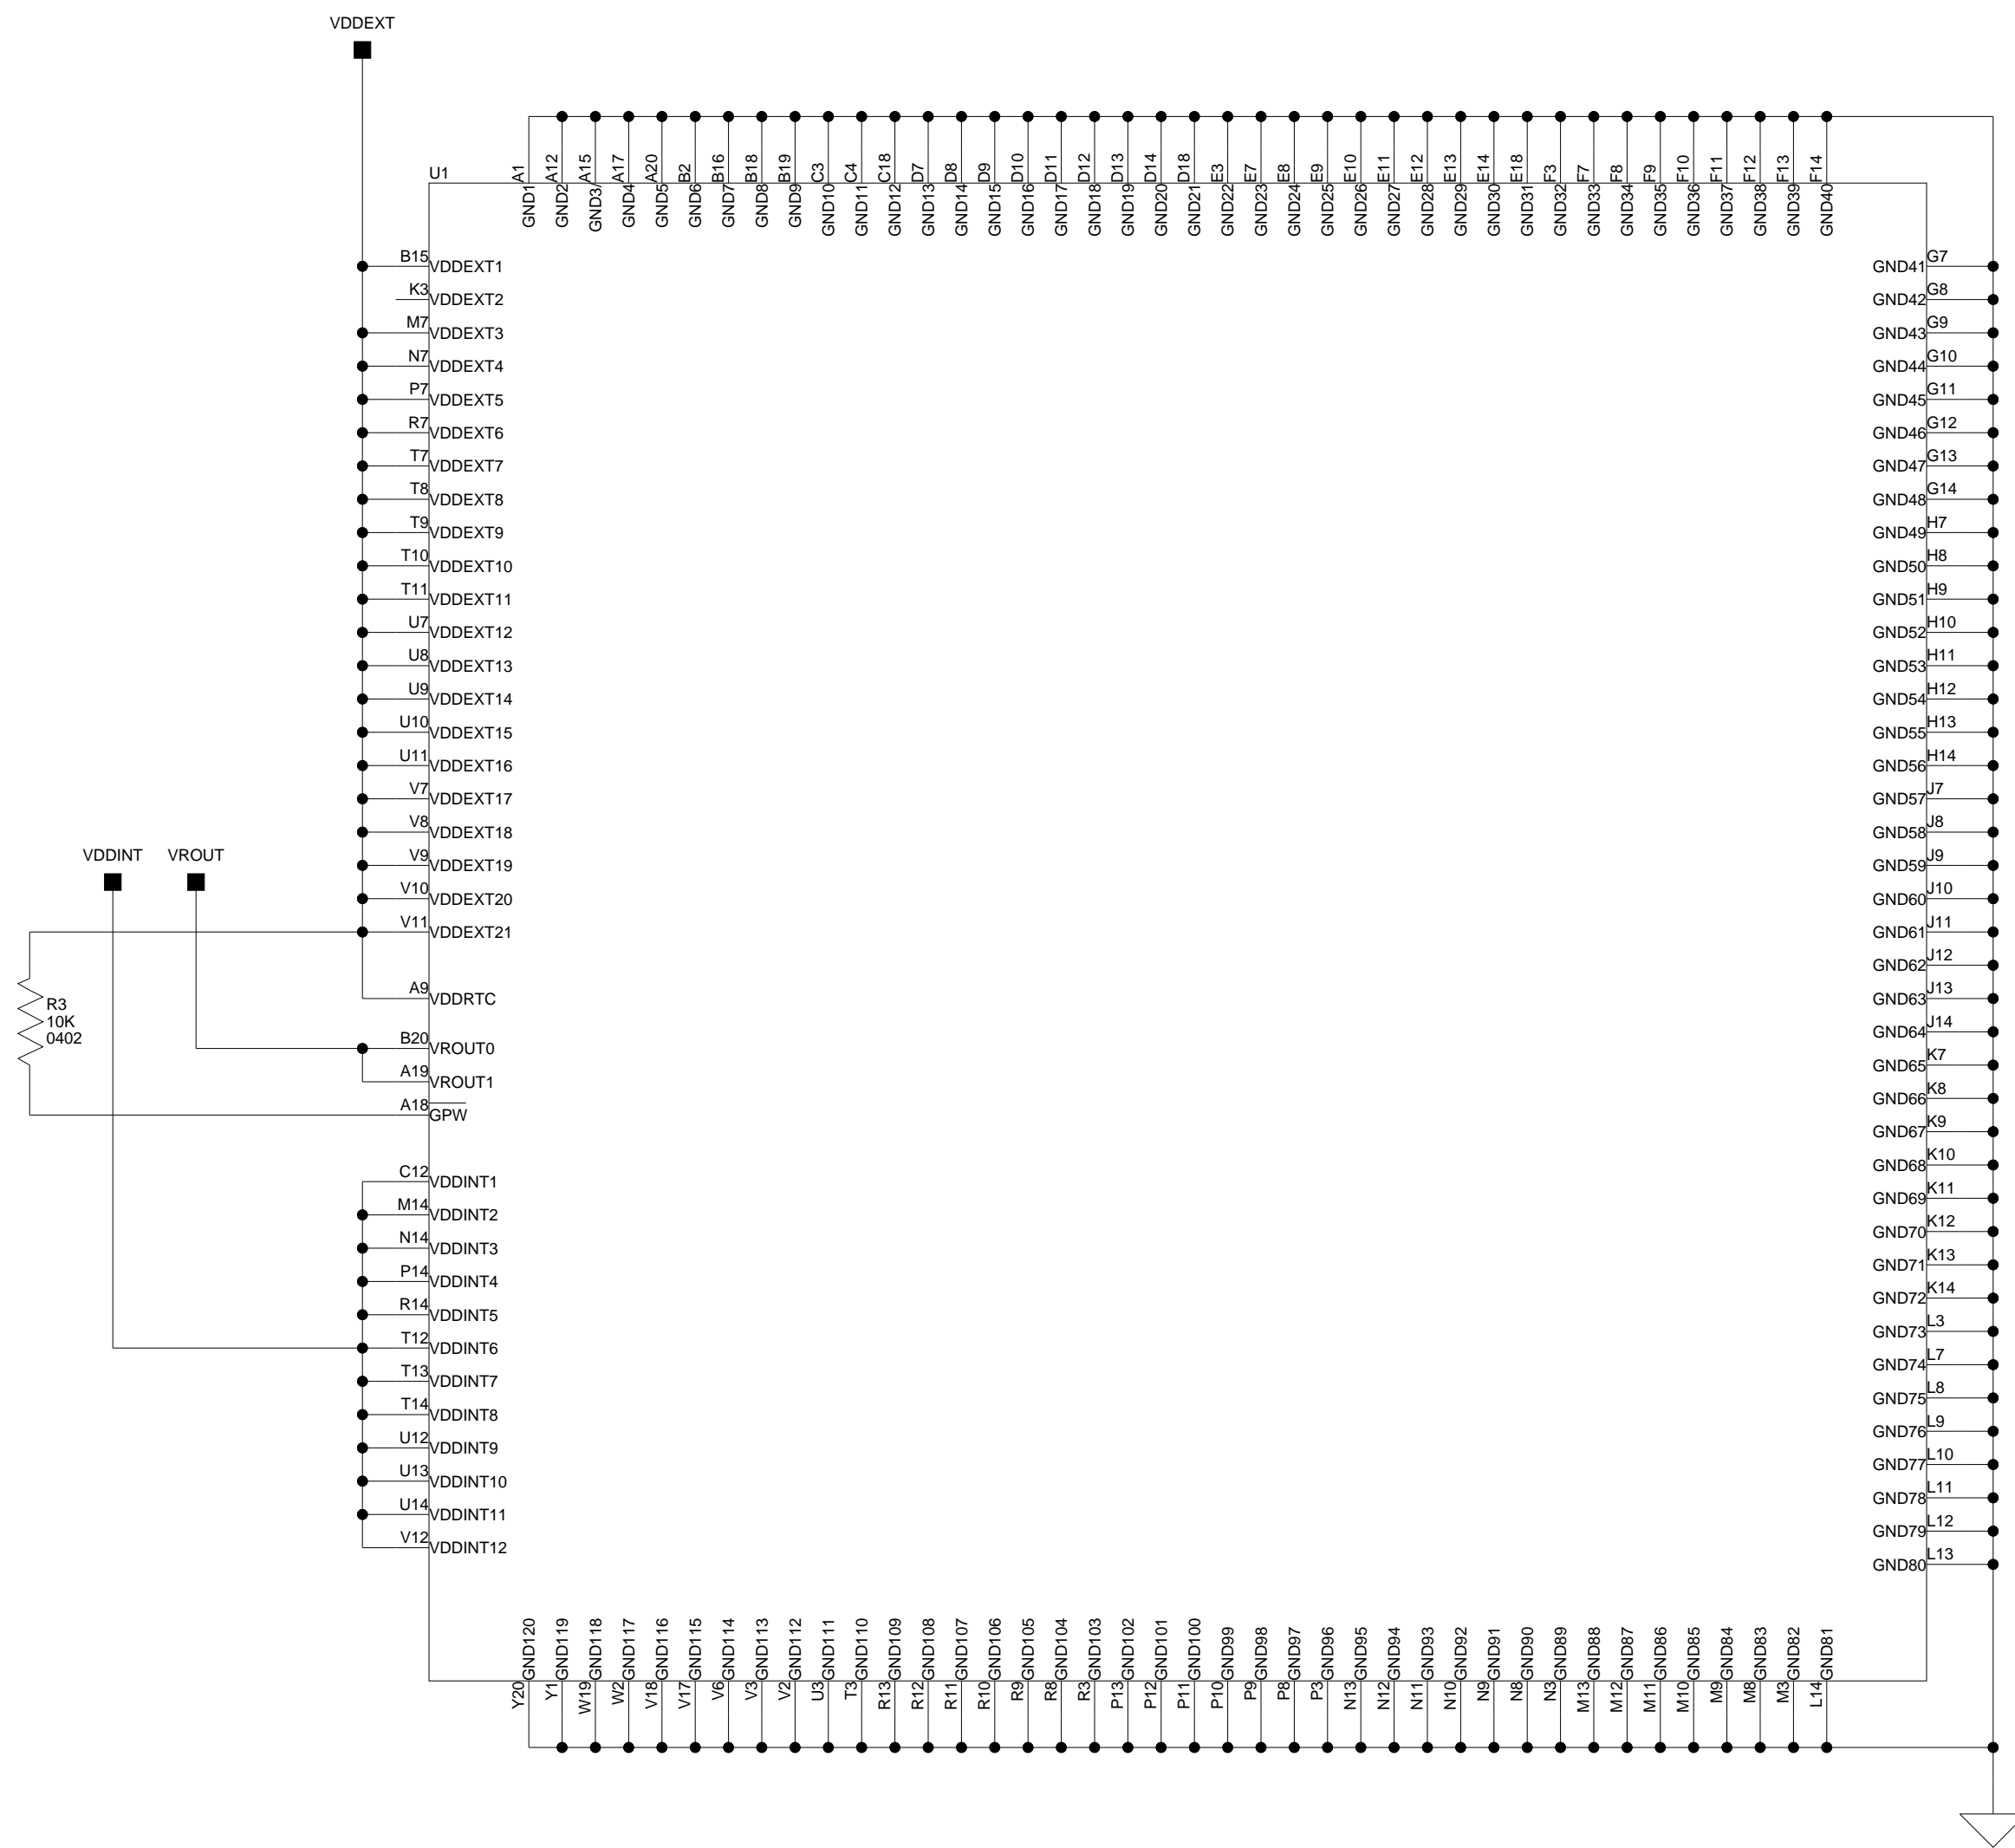 VDDEXT
U1
A1 A12 A15 A17 A20 B2 B16 B18 B19 C3 C4 C18 D7 D8 D9 D10 D11 D12 D13 D14 D18 E3 E7 E8 E9 E10 E11 E12 E13 E14 E18 F3 F7 F8 F9 F10 F11 F12 F13 F14
GND1 GND2 GND3/ GND4 GND5 GND6 GND7 GND8 GND9 GND10 GND11 GND12 GND13 GND14 GND15 GND16 GND17 GND18 GND19 GND20 GND21 GND22 GND23 GND24 GND25 GND26 GND27 GND28 GND29 GND30 GND31 GND32 GND33 GND34 GND35 GND36 GND37 GND38 GND39 GND40
B15 VDDEXT1
K3 VDDEXT2
M7 VDDEXT3
N7 VDDEXT4
P7 VDDEXT5
R7 VDDEXT6
T7 VDDEXT7
T8 VDDEXT8
T9 VDDEXT9
T10 VDDEXT10
T11 VDDEXT11
U7 VDDEXT12
U8 VDDEXT13
U9 VDDEXT14
U10 VDDEXT15
U11 VDDEXT16
V7 VDDEXT17
V8 VDDEXT18
V9 VDDEXT19
V10 VDDEXT20
V11 VDDEXT21
VDDINT VROUT
A9 VDDRTC
R3
10K
0402
B20 VROUT0
A19 VROUT1
A18 GPW
C12 VDDINT1
M14 VDDINT2
N14 VDDINT3
P14 VDDINT4
R14 VDDINT5
T12 VDDINT6
T13 VDDINT7
T14 VDDINT8
U12 VDDINT9
U13 VDDINT10
U14 VDDINT11
V12 VDDINT12
GND41 G7
GND42 G8
GND43 G9
GND44 G10
GND45 G11
GND46 G12
GND47 G13
GND48 G14
GND49 H7
GND50 H8
GND51 H9
GND52 H10
GND53 H11
GND54 H12
GND55 H13
GND56 H14
GND57 J7
GND58 J8
GND59 J9
GND60 J10
GND61 J11
GND62 J12
GND63 J13
GND64 J14
GND65 K7
GND66 K8
GND67 K9
GND68 K10
GND69 K11
GND70 K12
GND71 K13
GND72 K14
GND73 L3
GND74 L7
GND75 L8
GND76 L9
GND77 L10
GND78 L11
GND79 L12
GND80 L13
GND120 GND119 GND118 GND117 GND116 GND115 GND114 GND113 GND112 GND111 GND110 GND109 GND108 GND107 GND106 GND105 GND104 GND103 GND102 GND101 GND100 GND99 GND98 GND97 GND96 GND95 GND94 GND93 GND92 GND91 GND90 GND89 GND88 GND87 GND86 GND85 GND84 GND83 GND82 GND81
Y20 Y1 W19 W2 V18 V17 V6 V3 V2 U3 T3 R13 R12 R11 R10 R9 R8 R3 P13 P12 P11 P10 P9 P8 P3 N13 N12 N11 N10 N9 N8 N3 M13 M12 M11 M10 M9 M8 M3 L14